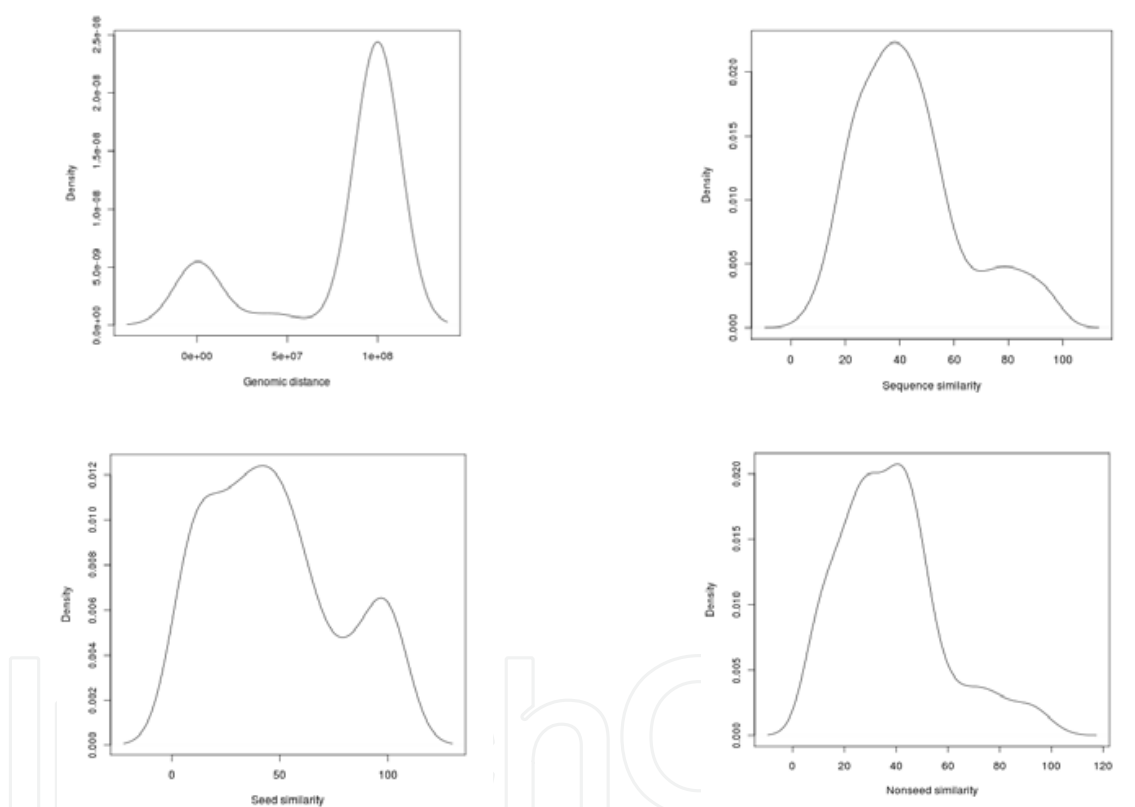 2.5e-08
2.0e-08
1.5e-08
1.0e-08
5.0e-09
0.0e+00
Density
0e+00 5e+07 1e+08
Genomic distance
0.020
0.015
0.010
0.005
0.000
Density
0 20 40 60 80 100
Sequence similarity
0.012
0.010
0.008
0.006
0.004
0.002
0.000
Density
0 50 100
Seed similarity
0.020
0.015
0.010
0.005
0.000
Density
0 20 40 60 80 100 120
Nonseed similarity